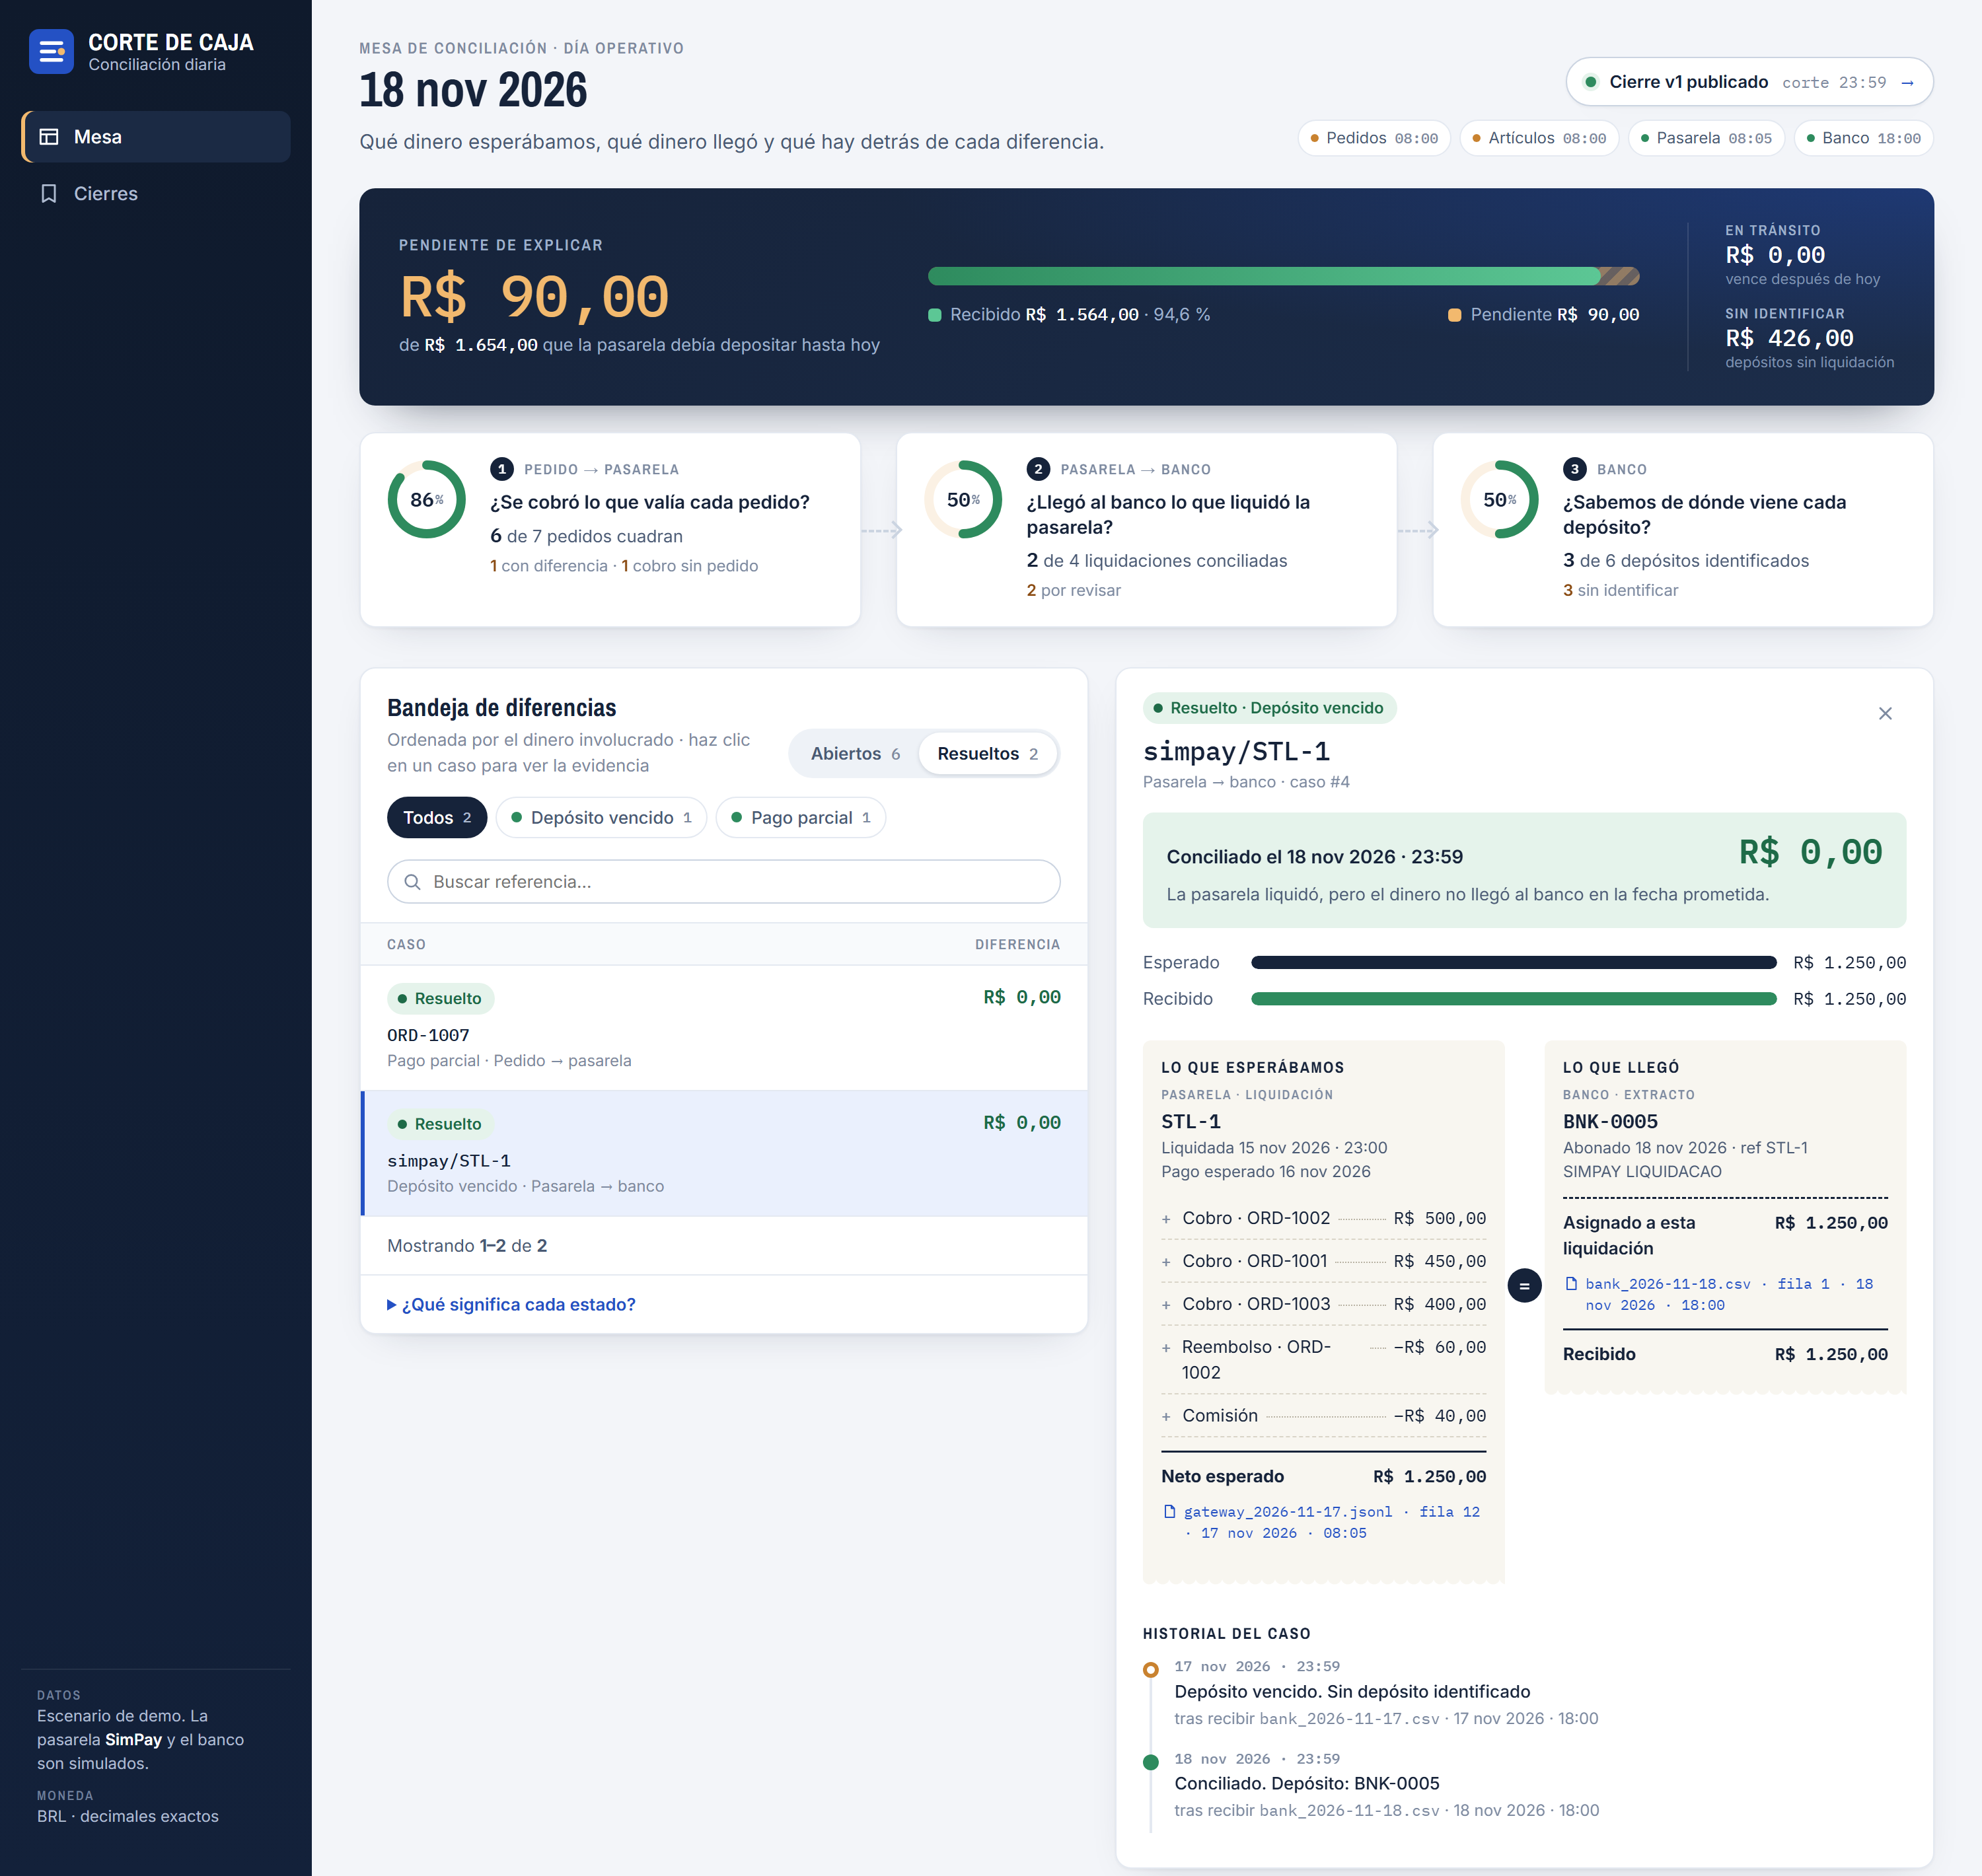 CORTE DE CAJA
Conciliación diaria
Mesa
Cierres
DATOS
Escenario de demo. La
pasarela SimPay y el banco
son simulados.
MONEDA
BRL · decimales exactos
MESA DE CONCILIACIÓN · DÍA OPERATIVO
18 nov 2026
Qué dinero esperábamos, qué dinero llegó y qué hay detrás de cada diferencia.
Cierre v1 publicado corte 23:59 →
Pedidos 08:00 Artículos 08:00 Pasarela 08:05 Banco 18:00
PENDIENTE DE EXPLICAR
R$ 90,00
de R$ 1.654,00 que la pasarela debía depositar hasta hoy
Recibido R$ 1.564,00 · 94,6 % Pendiente R$ 90,00
EN TRÁNSITO
R$ 0,00
vence después de hoy
SIN IDENTIFICAR
R$ 426,00
depósitos sin liquidación
86%
1 PEDIDO → PASARELA
¿Se cobró lo que valía cada pedido?
6 de 7 pedidos cuadran
1 con diferencia · 1 cobro sin pedido
50%
2 PASARELA → BANCO
¿Llegó al banco lo que liquidó la
pasarela?
2 de 4 liquidaciones conciliadas
2 por revisar
50%
3 BANCO
¿Sabemos de dónde viene cada
depósito?
3 de 6 depósitos identificados
3 sin identificar
Bandeja de diferencias
Ordenada por el dinero involucrado · haz clic
en un caso para ver la evidencia
Abiertos 6 Resueltos 2
Todos 2 Depósito vencido 1 Pago parcial 1
Buscar referencia...
CASO DIFERENCIA
Resuelto R$ 0,00
ORD-1007
Pago parcial · Pedido → pasarela
Resuelto R$ 0,00
simpay/STL-1
Depósito vencido · Pasarela → banco
Mostrando 1–2 de 2
▶ ¿Qué significa cada estado?
Resuelto · Depósito vencido ×
simpay/STL-1
Pasarela → banco · caso #4
Conciliado el 18 nov 2026 · 23:59 R$ 0,00
La pasarela liquidó, pero el dinero no llegó al banco en la fecha prometida.
Esperado R$ 1.250,00
Recibido R$ 1.250,00
LO QUE ESPERÁBAMOS
PASARELA · LIQUIDACIÓN
STL-1
Liquidada 15 nov 2026 · 23:00
Pago esperado 16 nov 2026
+ Cobro · ORD-1002 R$ 500,00
+ Cobro · ORD-1001 R$ 450,00
+ Cobro · ORD-1003 R$ 400,00
+ Reembolso · ORD- −R$ 60,00
1002
+ Comisión −R$ 40,00
Neto esperado R$ 1.250,00
gateway_2026-11-17.jsonl · fila 12
· 17 nov 2026 · 08:05
=
LO QUE LLEGÓ
BANCO · EXTRACTO
BNK-0005
Abonado 18 nov 2026 · ref STL-1
SIMPAY LIQUIDACAO
Asignado a esta R$ 1.250,00
liquidación
bank_2026-11-18.csv · fila 1 · 18
nov 2026 · 18:00
Recibido R$ 1.250,00
HISTORIAL DEL CASO
17 nov 2026 · 23:59
Depósito vencido. Sin depósito identificado
tras recibir bank_2026-11-17.csv · 17 nov 2026 · 18:00
18 nov 2026 · 23:59
Conciliado. Depósito: BNK-0005
tras recibir bank_2026-11-18.csv · 18 nov 2026 · 18:00